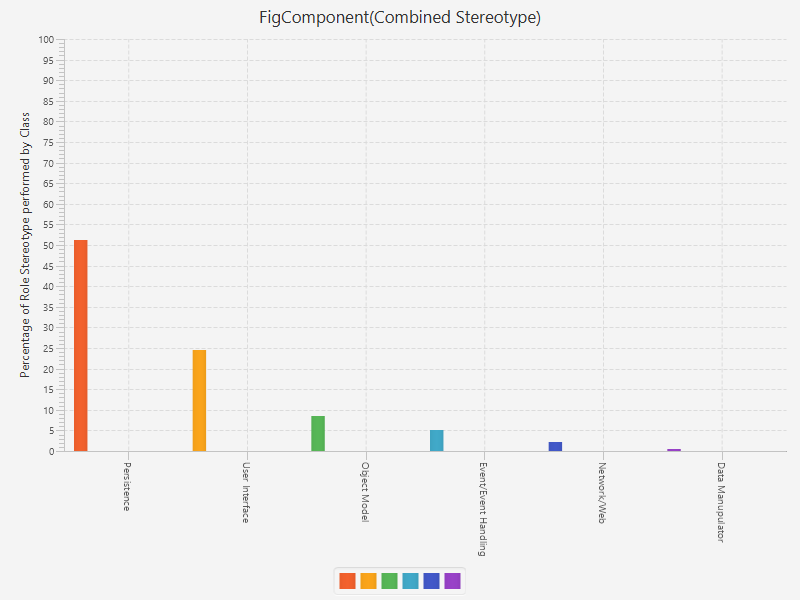 FigComponent(Combined Stereotype)
Percentage of Role Stereotype performed by Class
100
95
90
85
80
75
70
65
60
55
50
45
40
35
30
25
20
15
10
5
0
Persistence
User Interface
Object Model
Event/Event Handling
Network/Web
Data Manupulator